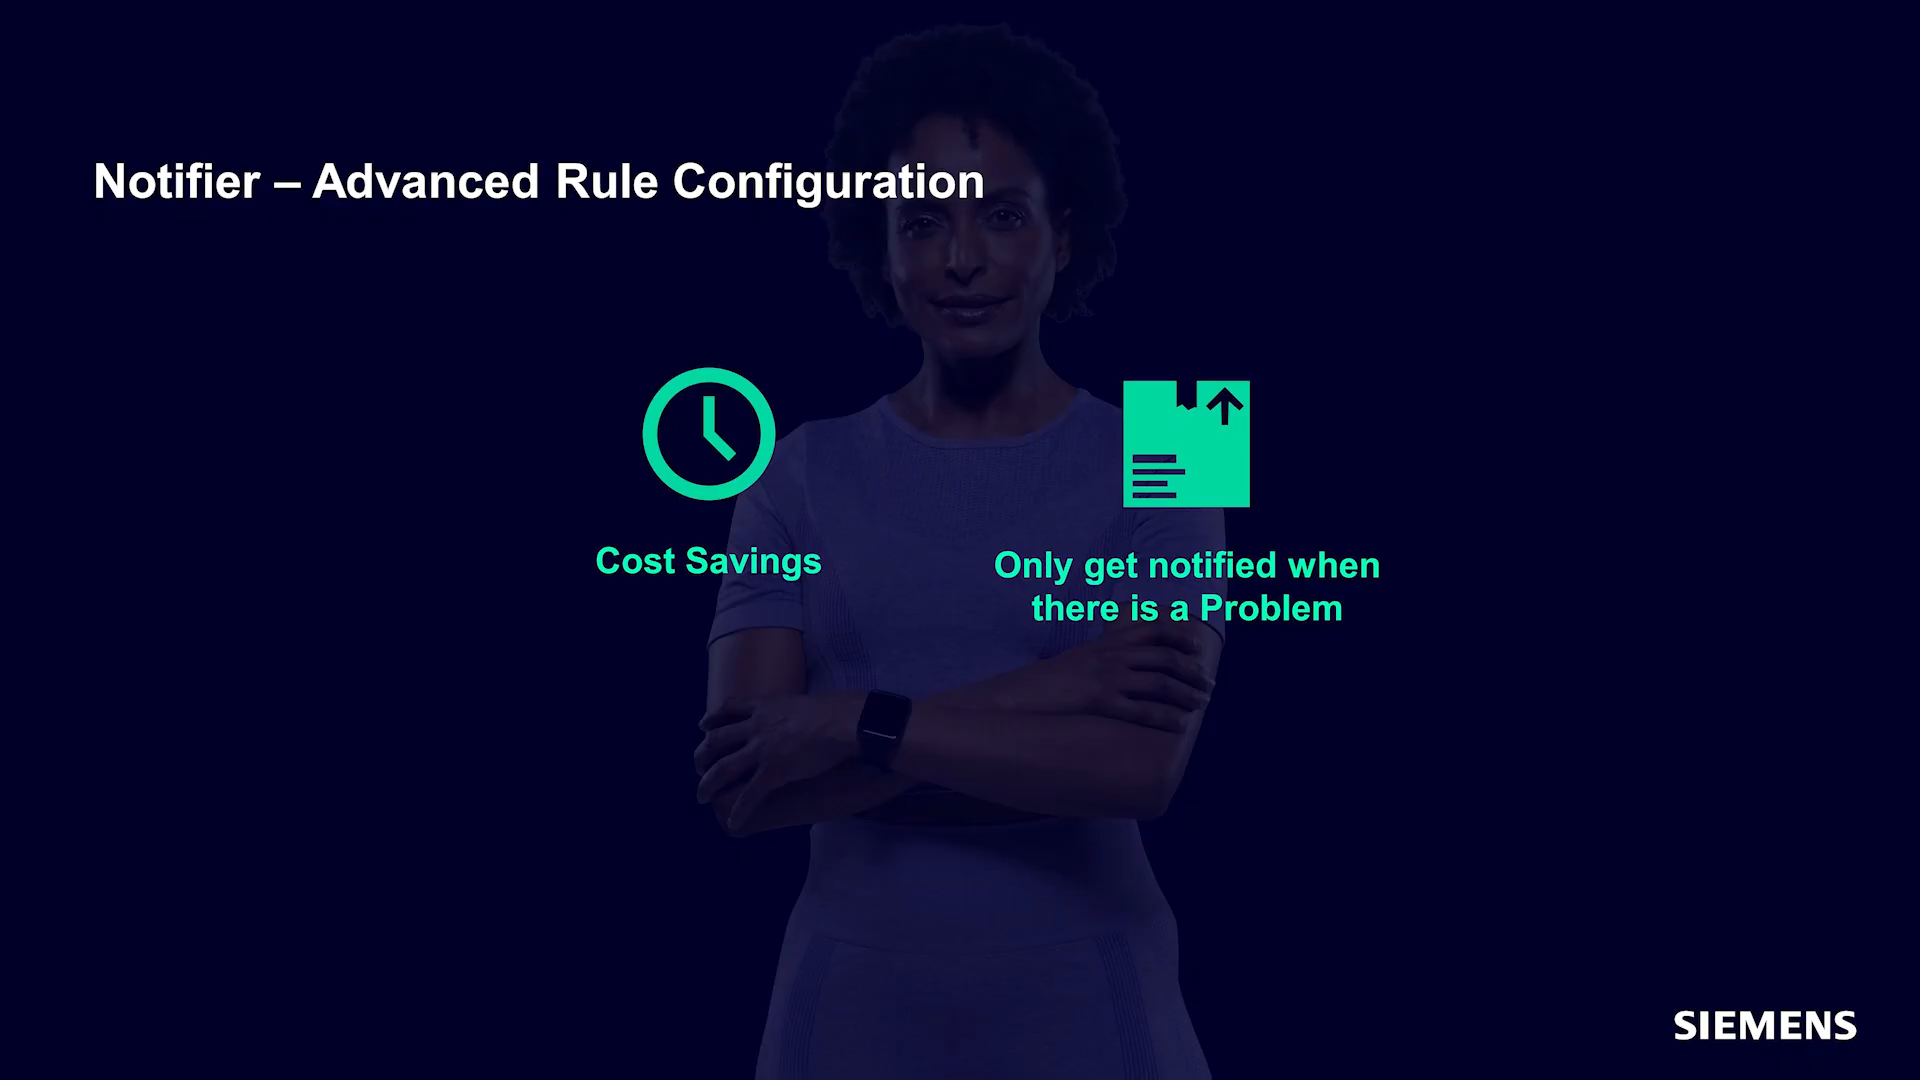 Notifier – Advanced Rule Configuration
Cost Savings
Only get notified when
there is a Problem
SIEMENS